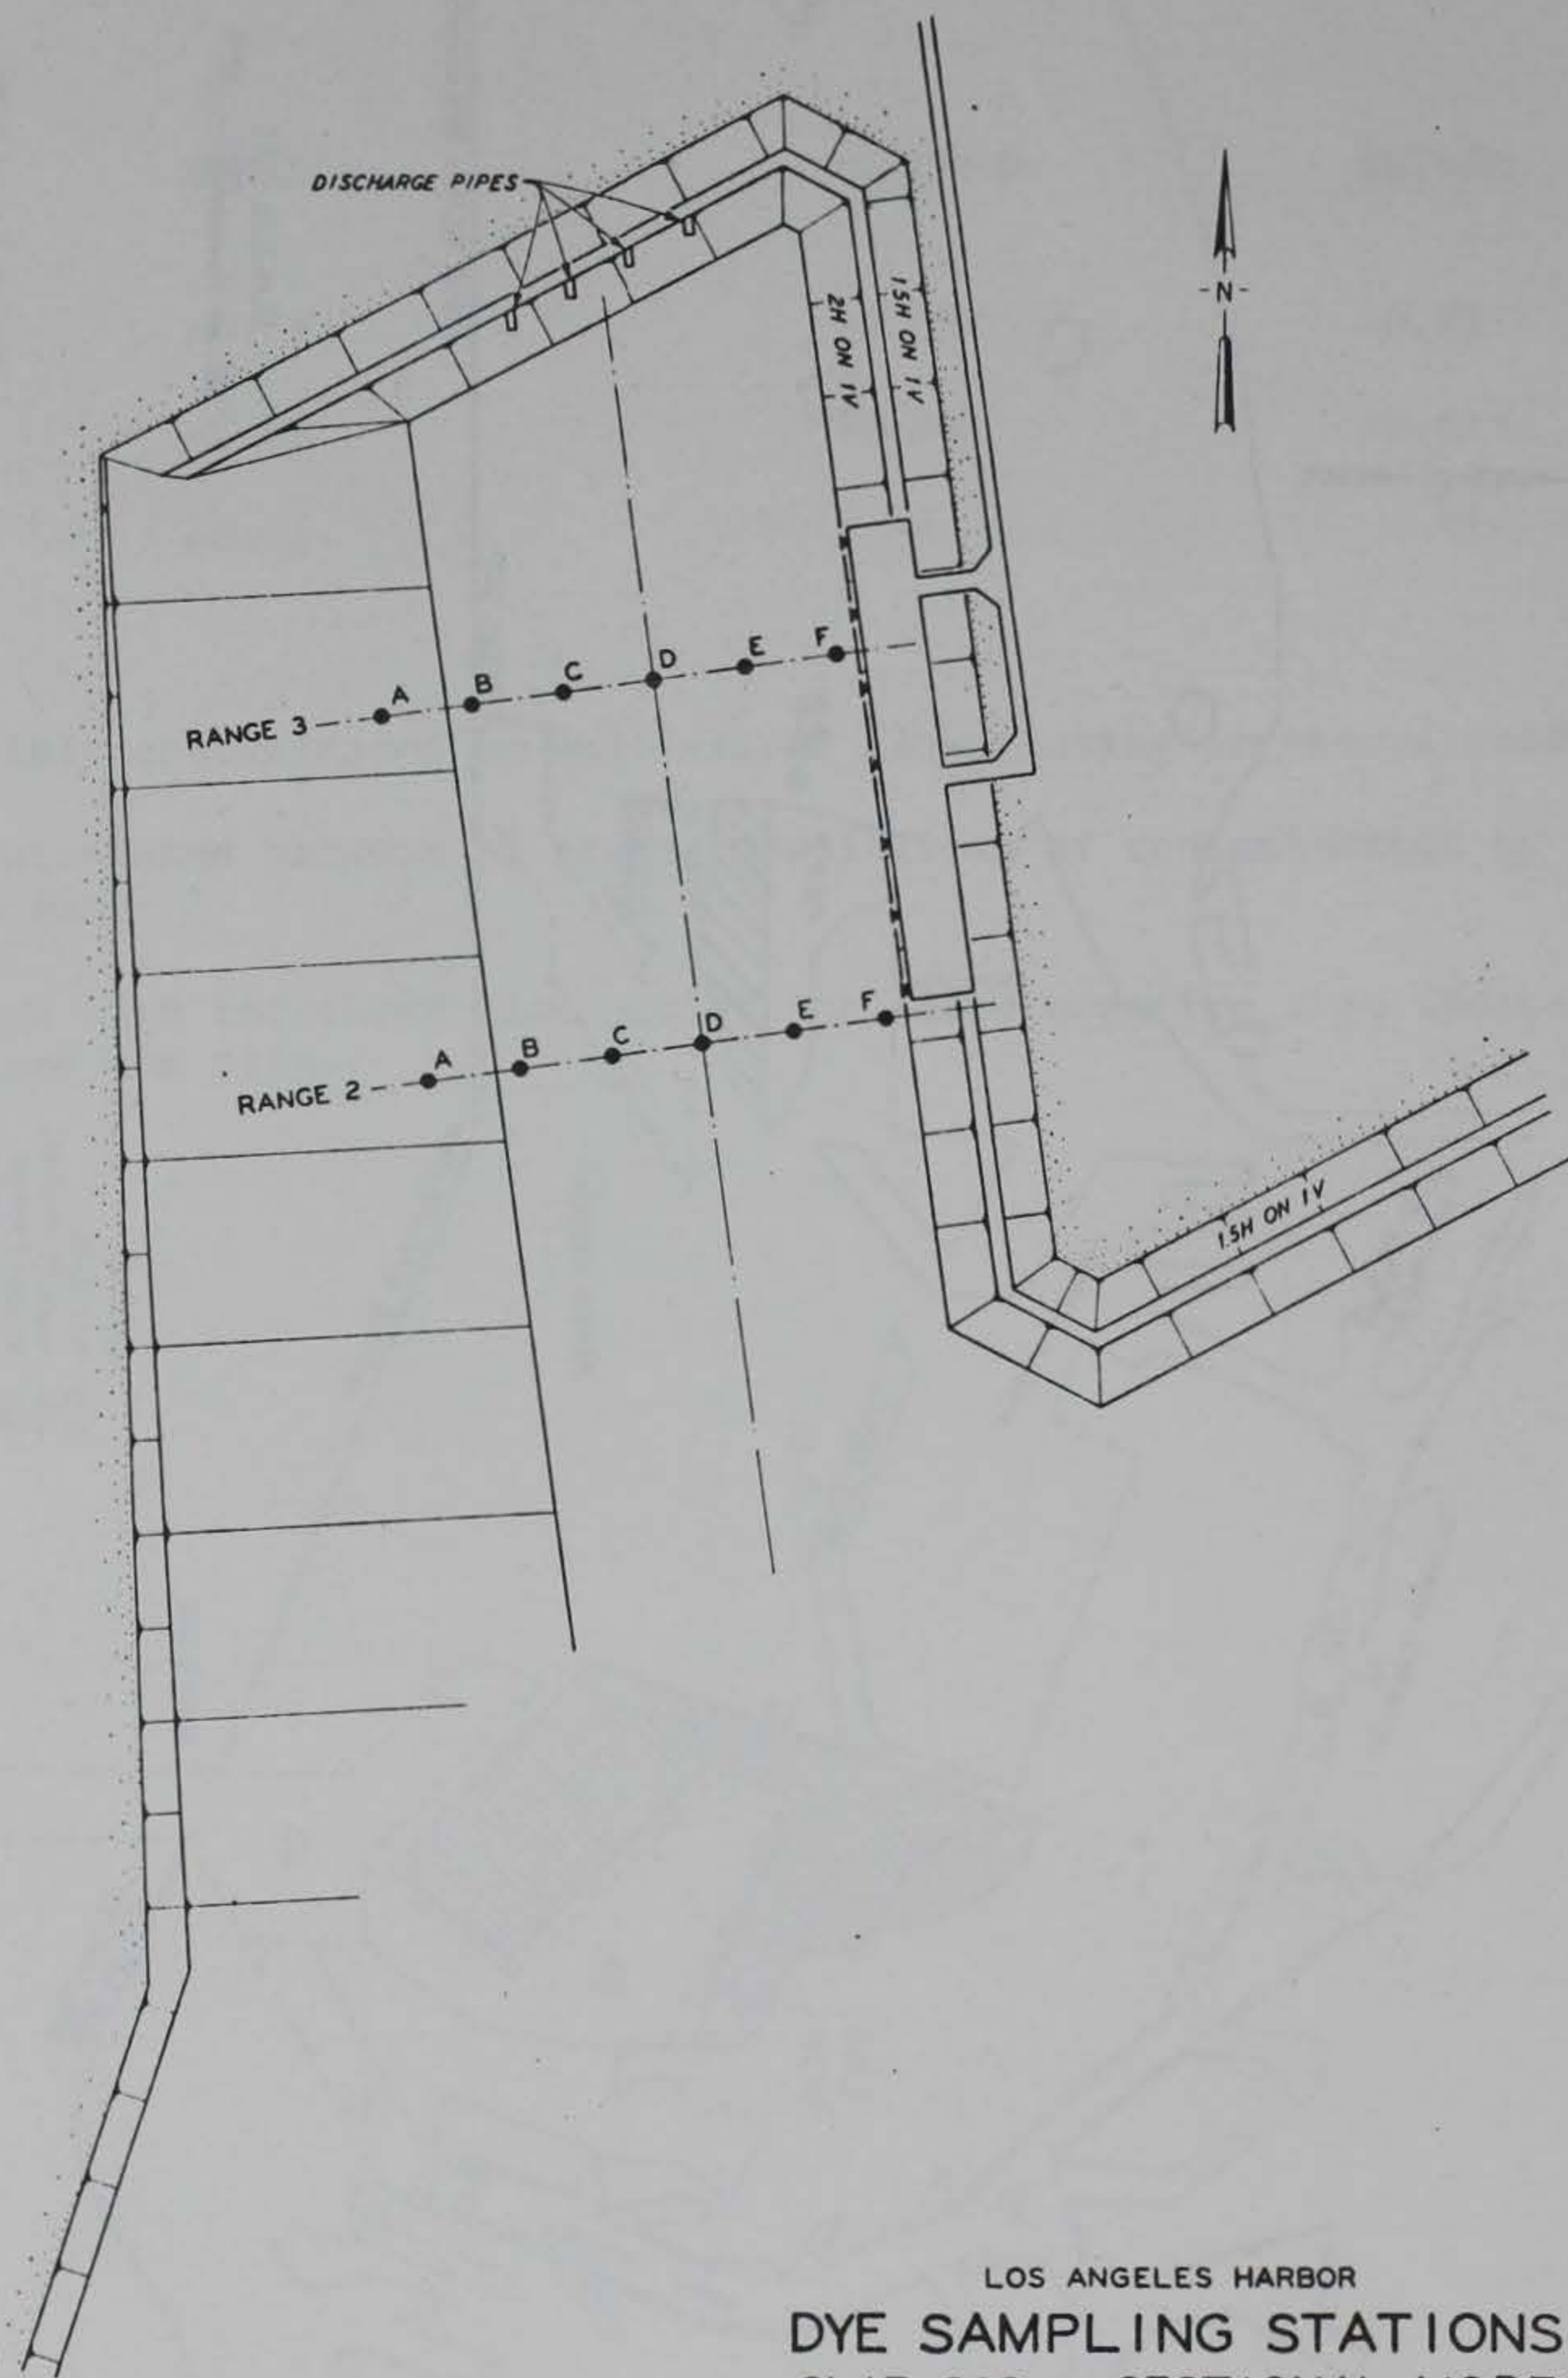 DISCHARGE PIPES
2H ON 1V
1.5H ON 1V
-N-
A B C D E F
RANGE 3
A B C D E F
RANGE 2
1.5H ON 1V
LOS ANGELES HARBOR
DYE SAMPLING STATIONS